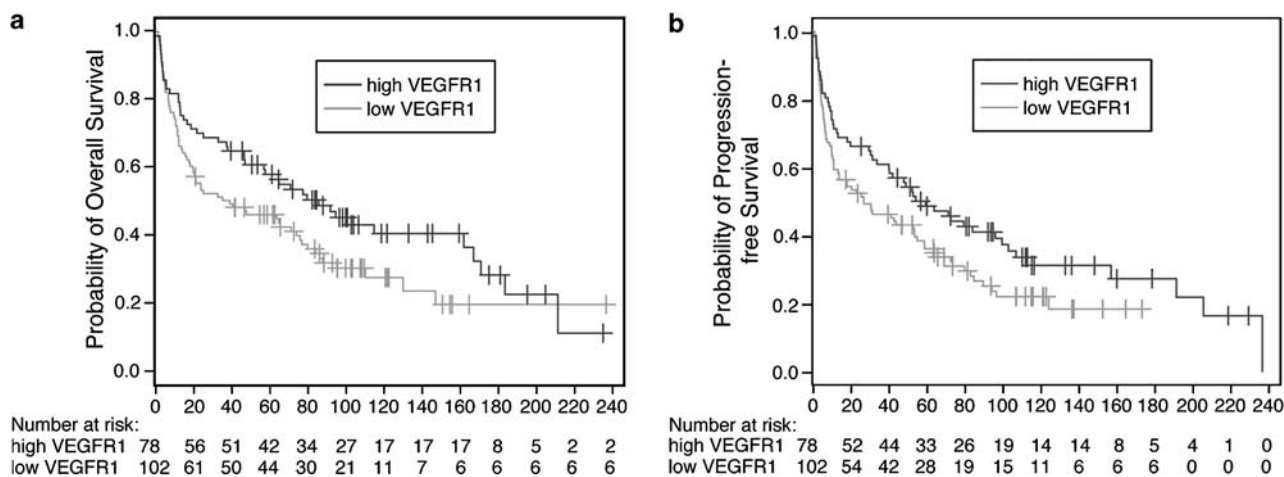 a
Probability of Overall Survival
1.0
0.8
0.6
0.4
0.2
0.0
high VEGFR1
low VEGFR1
0 20 40 60 80 100 120 140 160 180 200 220 240
Number at risk:
high VEGFR1 78 56 51 42 34 27 17 17 17 8 5 2 2
low VEGFR1 102 61 50 44 30 21 11 7 6 6 6 6 6
b
Probability of Progression-
free Survival
1.0
0.8
0.6
0.4
0.2
0.0
high VEGFR1
low VEGFR1
0 20 40 60 80 100 120 140 160 180 200 220 240
Number at risk:
high VEGFR1 78 52 44 33 26 19 14 14 8 5 4 1 0
low VEGFR1 102 54 42 28 19 15 11 6 6 6 0 0 0